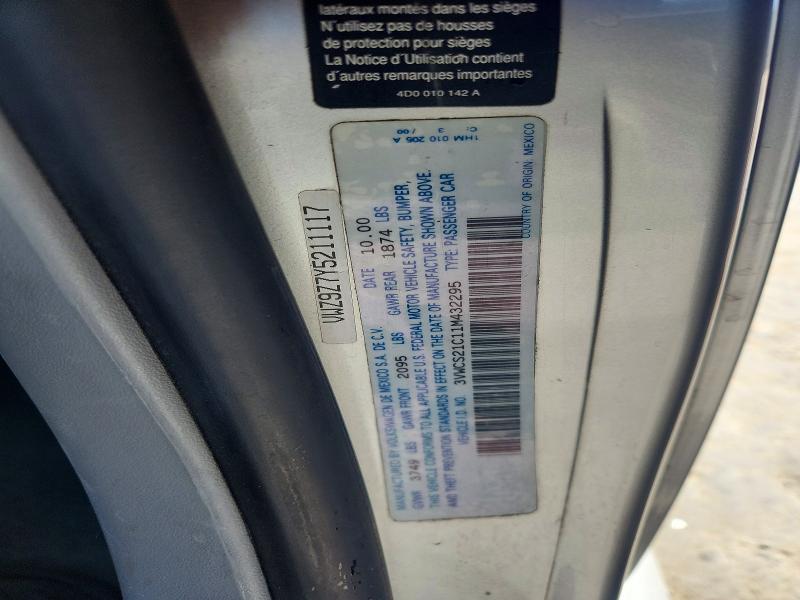 latéraux montés dans les sièges
N'utilisez pas de housses
de protection pour sièges
La Notice d'Utilisation contient
d'autres remarques importantes
4D0 010 142 A
VWZ9Z7Y5211117
1HM 010 205 A
MANUFACTURED BY VOLKSWAGEN DE MEXICO S.A. DE C.V. DATE 10.00
GVWR 3749 LBS GAWR FRONT 2095 LBS GAWR REAR 1874 LBS
THIS VEHICLE CONFORMS TO ALL APPLICABLE U.S. FEDERAL MOTOR VEHICLE SAFETY, BUMPER,
AND THEFT PREVENTION STANDARDS IN EFFECT ON THE DATE OF MANUFACTURE SHOWN ABOVE.
VEHICLE I.D. NO. 3VWCS21C11M432295 TYPE: PASSENGER CAR
COUNTRY OF ORIGIN: MEXICO